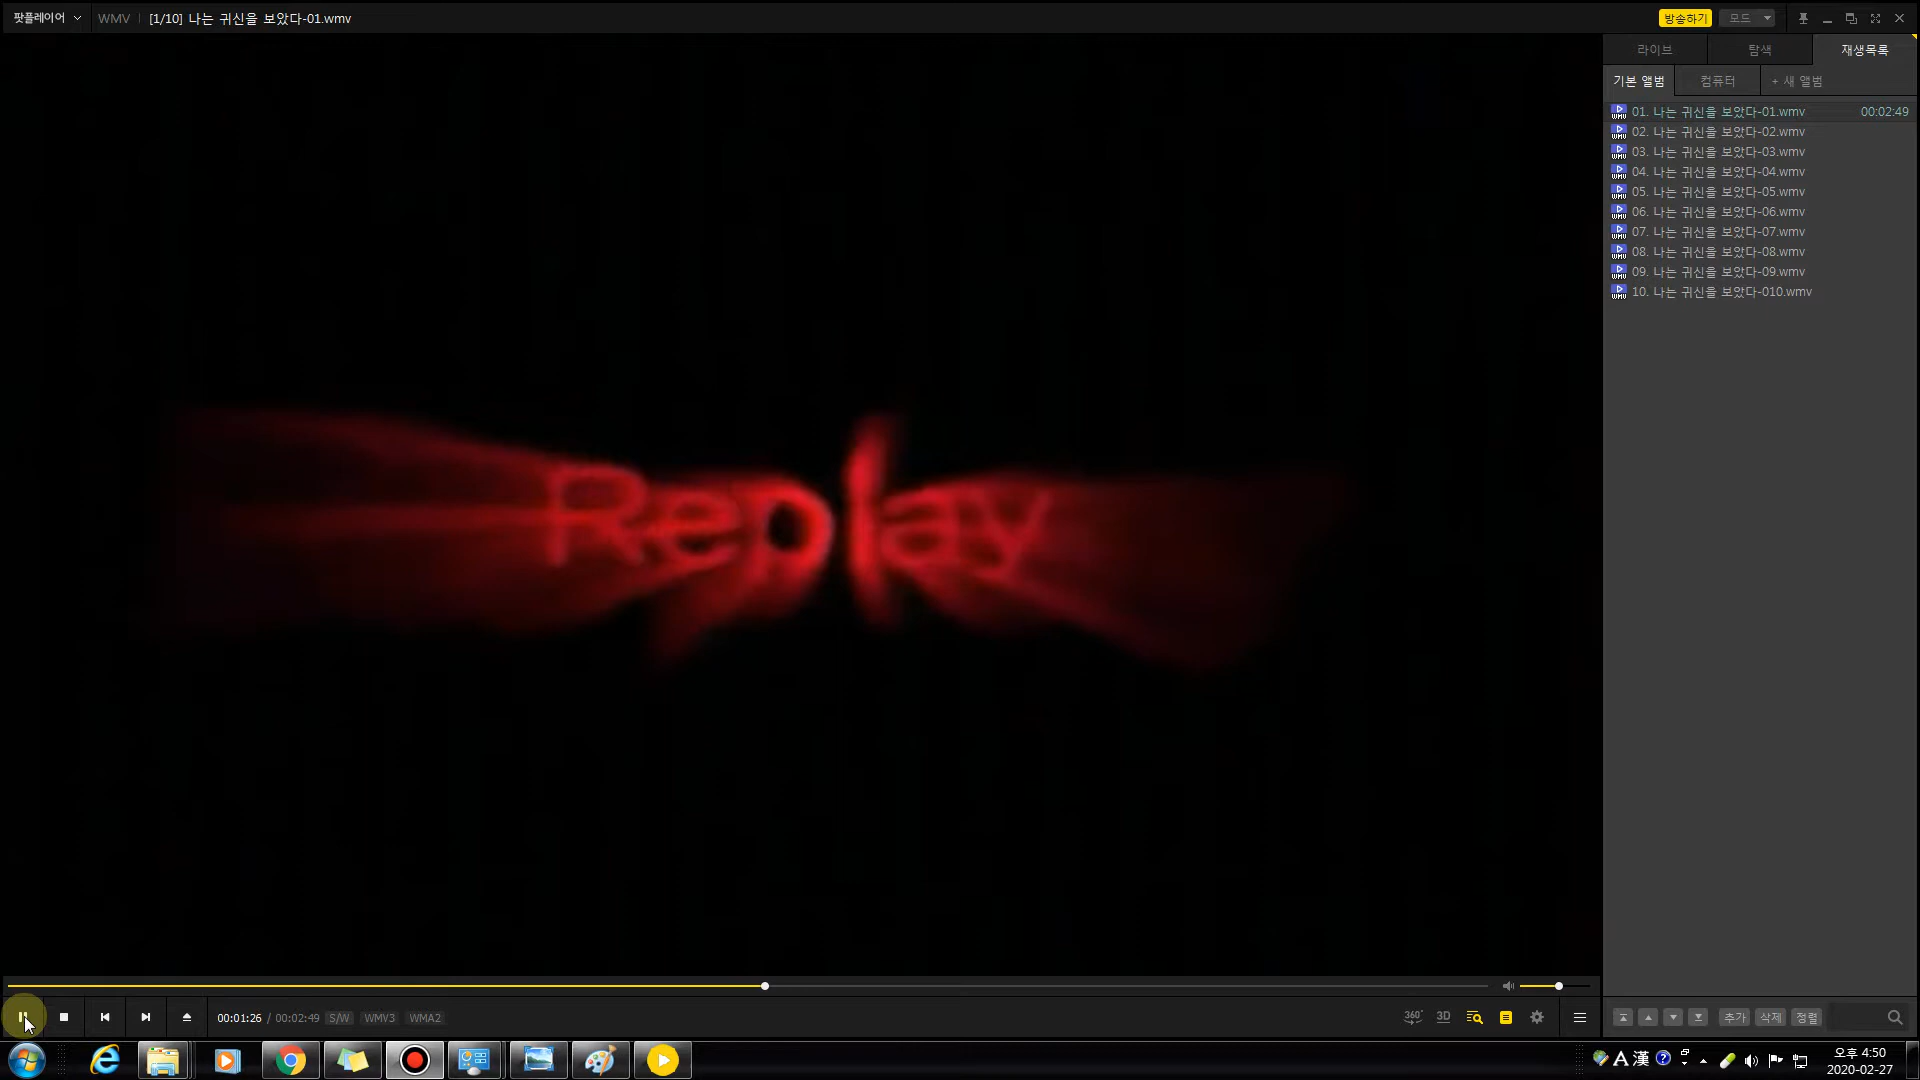 팟플레이어 WMV [1/10] 나는 귀신을 보았다-01.wmv 방송하기 모드
라이브 탐색 재생목록
기본 앨범 컴퓨터 + 새 앨범
01. 나는 귀신을 보았다-01.wmv 00:02:49
02. 나는 귀신을 보았다-02.wmv
03. 나는 귀신을 보았다-03.wmv
04. 나는 귀신을 보았다-04.wmv
05. 나는 귀신을 보았다-05.wmv
06. 나는 귀신을 보았다-06.wmv
07. 나는 귀신을 보았다-07.wmv
08. 나는 귀신을 보았다-08.wmv
09. 나는 귀신을 보았다-09.wmv
10. 나는 귀신을 보았다-010.wmv
Replay
00:01:26 / 00:02:49 S/W WMV3 WMA2 360° 3D 추가 삭제 정렬
A 漢 오후 4:50
2020-02-27